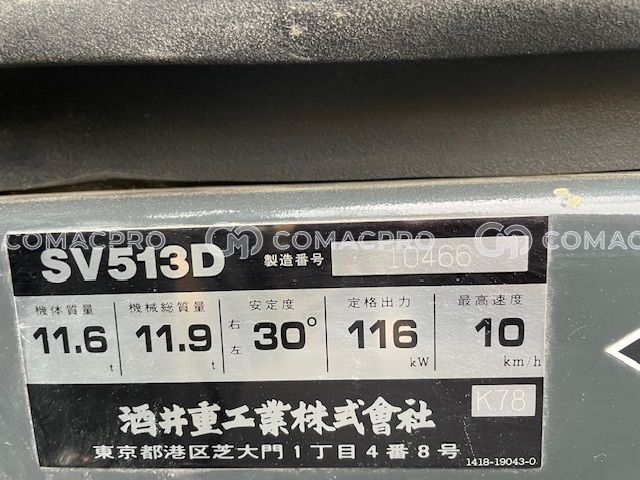 COMACPRO COMACPRO COMACPRO
SV513D 製造番号 10466
機体質量 機械総質量 安定度 定格出力 最高速度
11.6 t 11.9 t 右 左 30° 116 kW 10 km/h
酒井重工業株式會社 K78
東京都港区芝大門1丁目4番8号 1418-19043-0